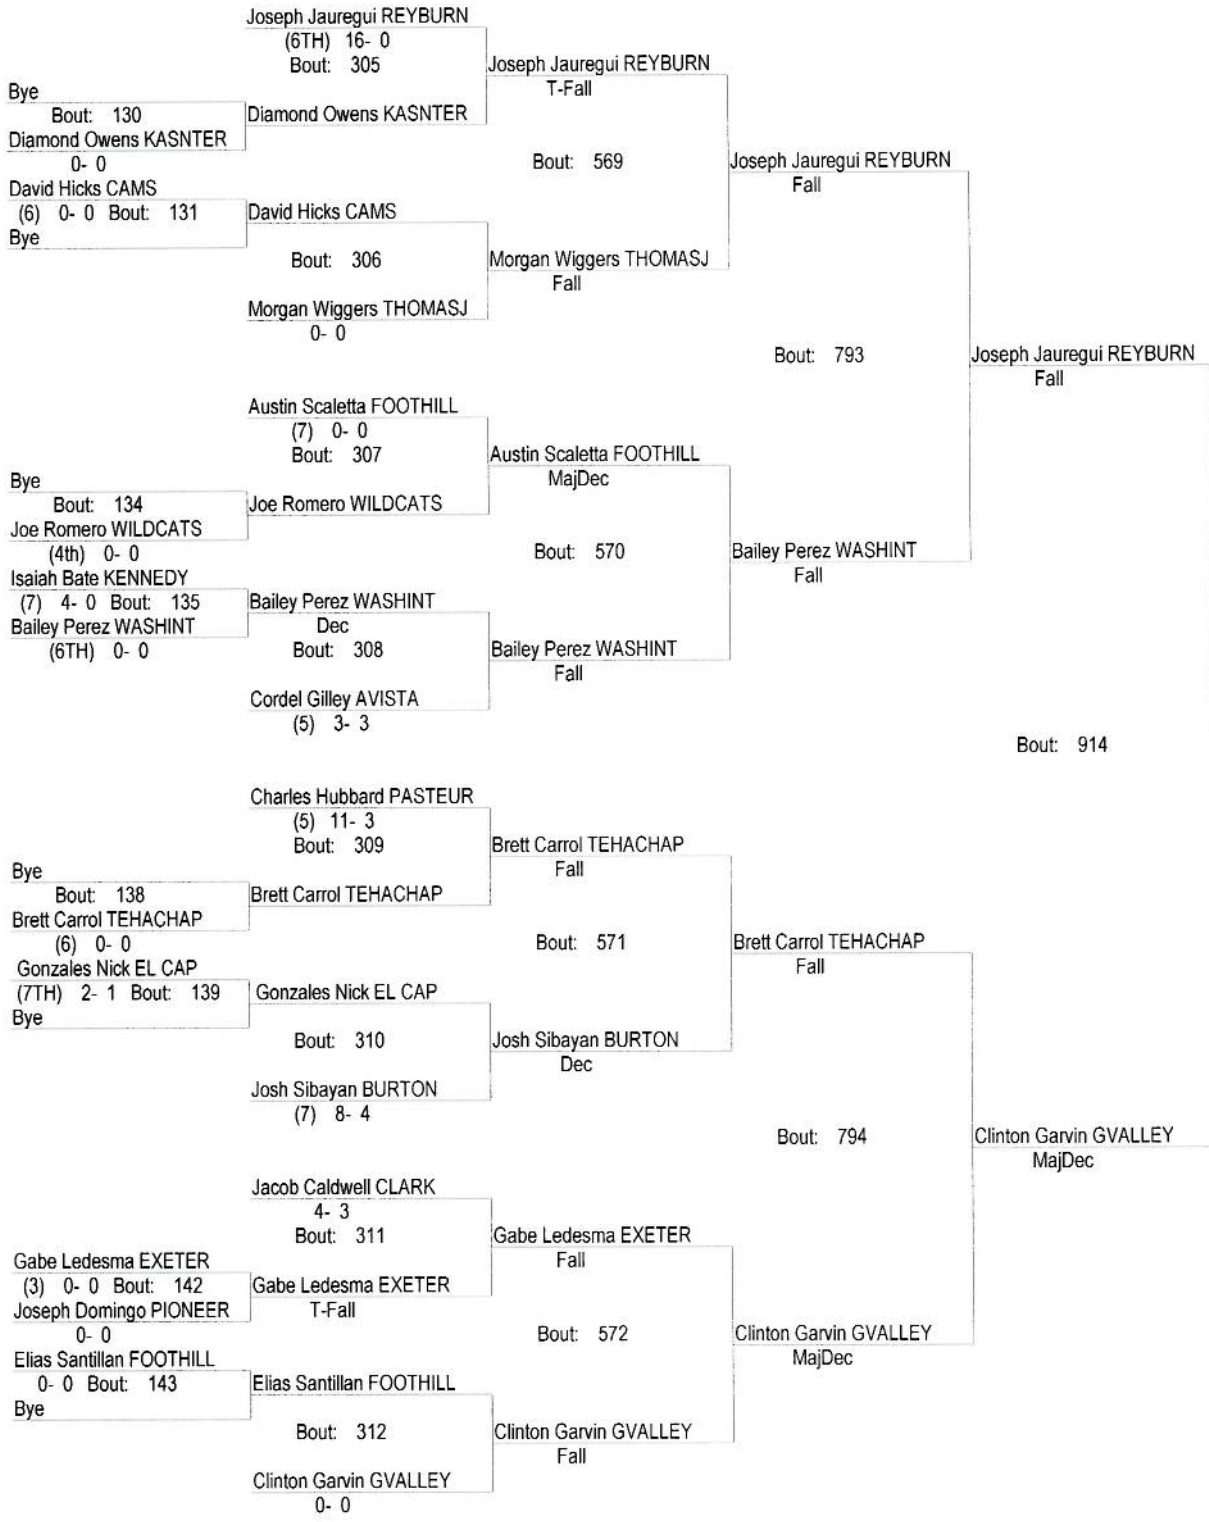 Joseph Jauregui REYBURN
(6TH) 16- 0
Bout: 305
Joseph Jauregui REYBURN
T-Fall
Bye
Bout: 130
Diamond Owens KASNTER
Diamond Owens KASNTER
0- 0
Bout: 569
Joseph Jauregui REYBURN
Fall
David Hicks CAMS
(6) 0- 0 Bout: 131
David Hicks CAMS
Bye
Bout: 306
Morgan Wiggers THOMASJ
Fall
Morgan Wiggers THOMASJ
0- 0
Bout: 793
Joseph Jauregui REYBURN
Fall
Austin Scaletta FOOTHILL
(7) 0- 0
Bout: 307
Austin Scaletta FOOTHILL
MajDec
Bye
Bout: 134
Joe Romero WILDCATS
Joe Romero WILDCATS
(4th) 0- 0
Bout: 570
Bailey Perez WASHINT
Fall
Isaiah Bate KENNEDY
(7) 4- 0 Bout: 135
Bailey Perez WASHINT
Dec
Bailey Perez WASHINT
(6TH) 0- 0
Bout: 308
Bailey Perez WASHINT
Fall
Cordel Gilley AVISTA
(5) 3- 3
Bout: 914
Charles Hubbard PASTEUR
(5) 11- 3
Bout: 309
Brett Carrol TEHACHAP
Fall
Bye
Bout: 138
Brett Carrol TEHACHAP
Brett Carrol TEHACHAP
(6) 0- 0
Bout: 571
Brett Carrol TEHACHAP
Fall
Gonzales Nick EL CAP
(7TH) 2- 1 Bout: 139
Gonzales Nick EL CAP
Bye
Bout: 310
Josh Sibayan BURTON
Dec
Josh Sibayan BURTON
(7) 8- 4
Bout: 794
Clinton Garvin GVALLEY
MajDec
Jacob Caldwell CLARK
4- 3
Bout: 311
Gabe Ledesma EXETER
Fall
Gabe Ledesma EXETER
(3) 0- 0 Bout: 142
Gabe Ledesma EXETER
T-Fall
Joseph Domingo PIONEER
0- 0
Bout: 572
Clinton Garvin GVALLEY
MajDec
Elias Santillan FOOTHILL
0- 0 Bout: 143
Elias Santillan FOOTHILL
Bye
Bout: 312
Clinton Garvin GVALLEY
Fall
Clinton Garvin GVALLEY
0- 0